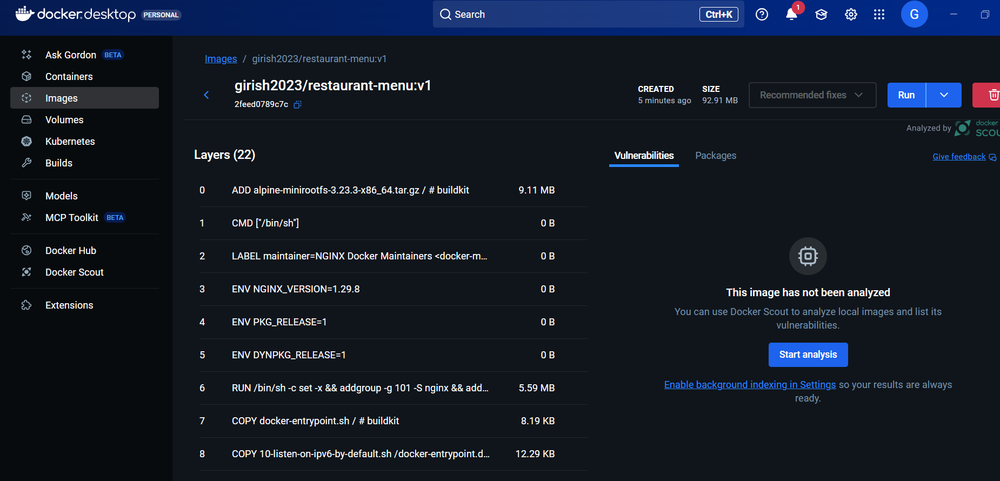 docker.desktop PERSONAL
Search
Ctrl+K
1
G
Ask Gordon BETA
Containers
Images
Volumes
Kubernetes
Builds
Models
MCP Toolkit BETA
Docker Hub
Docker Scout
Extensions
Images / girish2023/restaurant-menu:v1
girish2023/restaurant-menu:v1
2feed0789c7c
CREATED
5 minutes ago
SIZE
92.91 MB
Recommended fixes
Run
Analyzed by
docker
Layers (22)
0 ADD alpine-minirootfs-3.23.3-x86_64.tar.gz / # buildkit 9.11 MB
1 CMD ["/bin/sh"] 0 B
2 LABEL maintainer=NGINX Docker Maintainers <docker-m... 0 B
3 ENV NGINX_VERSION=1.29.8 0 B
4 ENV PKG_RELEASE=1 0 B
5 ENV DYNPKG_RELEASE=1 0 B
6 RUN /bin/sh -c set -x && addgroup -g 101 -S nginx && add... 5.59 MB
7 COPY docker-entrypoint.sh / # buildkit 8.19 KB
8 COPY 10-listen-on-ipv6-by-default.sh /docker-entrypoint.d... 12.29 KB
Vulnerabilities
Packages
Give feedback
This image has not been analyzed
You can use Docker Scout to analyze local images and list its
vulnerabilities.
Start analysis
Enable background indexing in Settings so your results are always
ready.